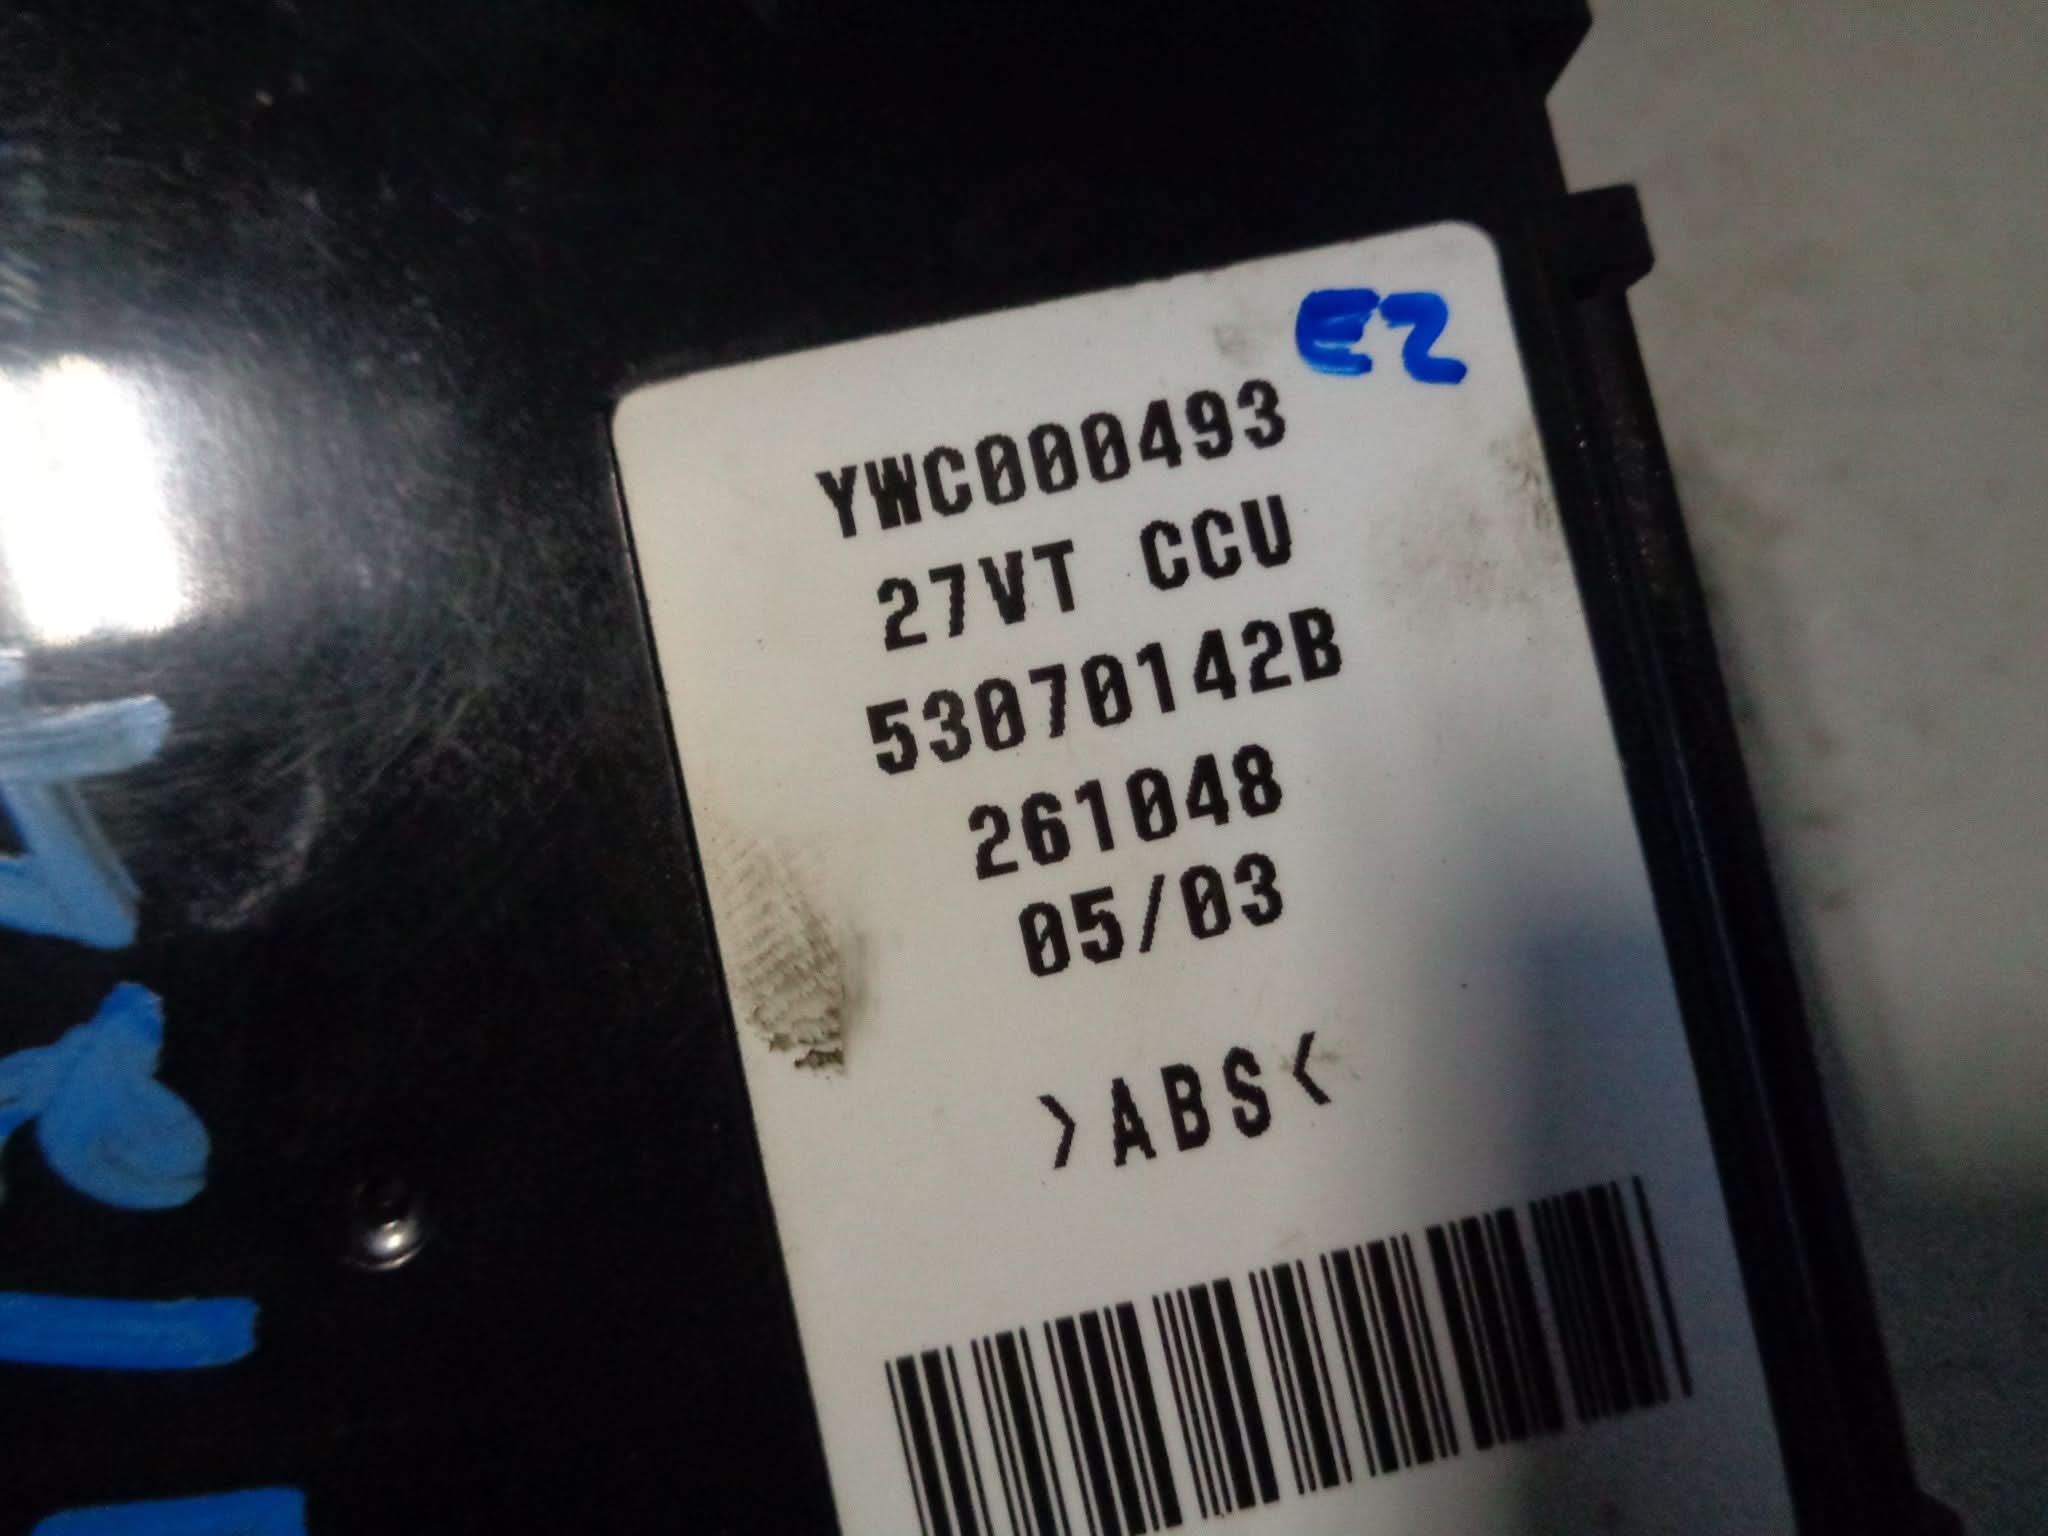 EZ
YWC000493
27VT CCU
53070142B
261048
05/03
>ABS<